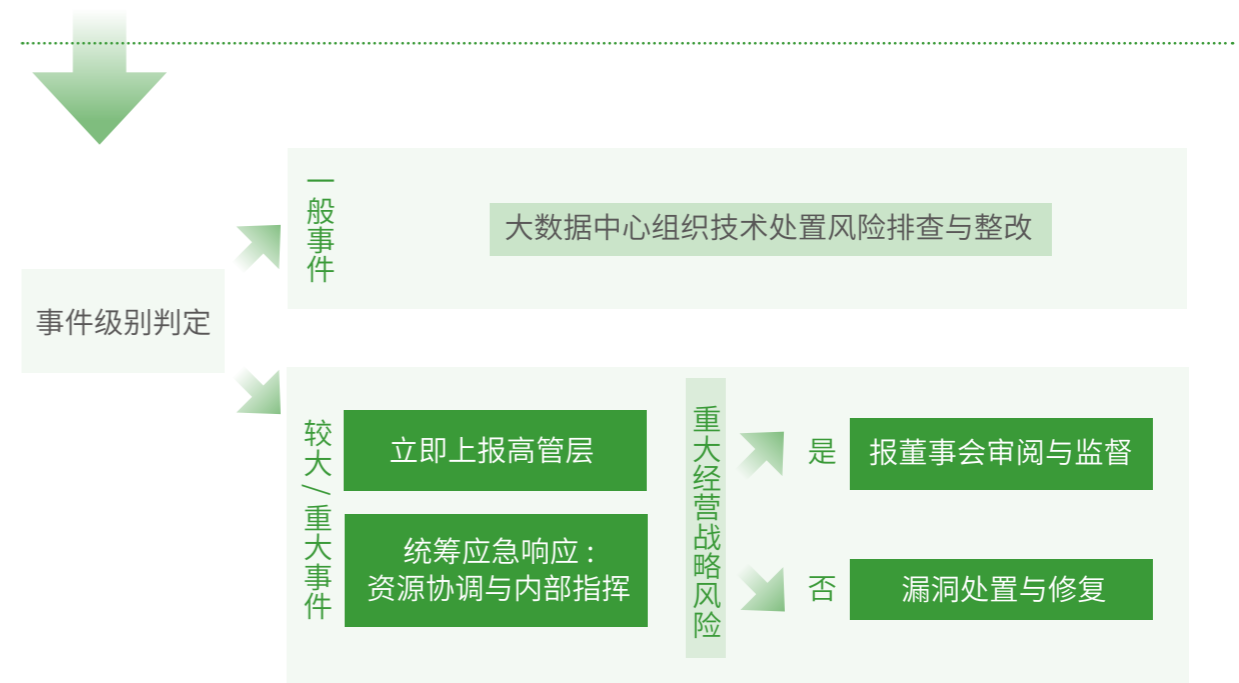 一般事件
大数据中心组织技术处置风险排查与整改
事件级别判定
较大/重大事件
立即上报高管层
统筹应急响应：
资源协调与内部指挥
重大经营战略风险
是
报董事会审阅与监督
否
漏洞处置与修复